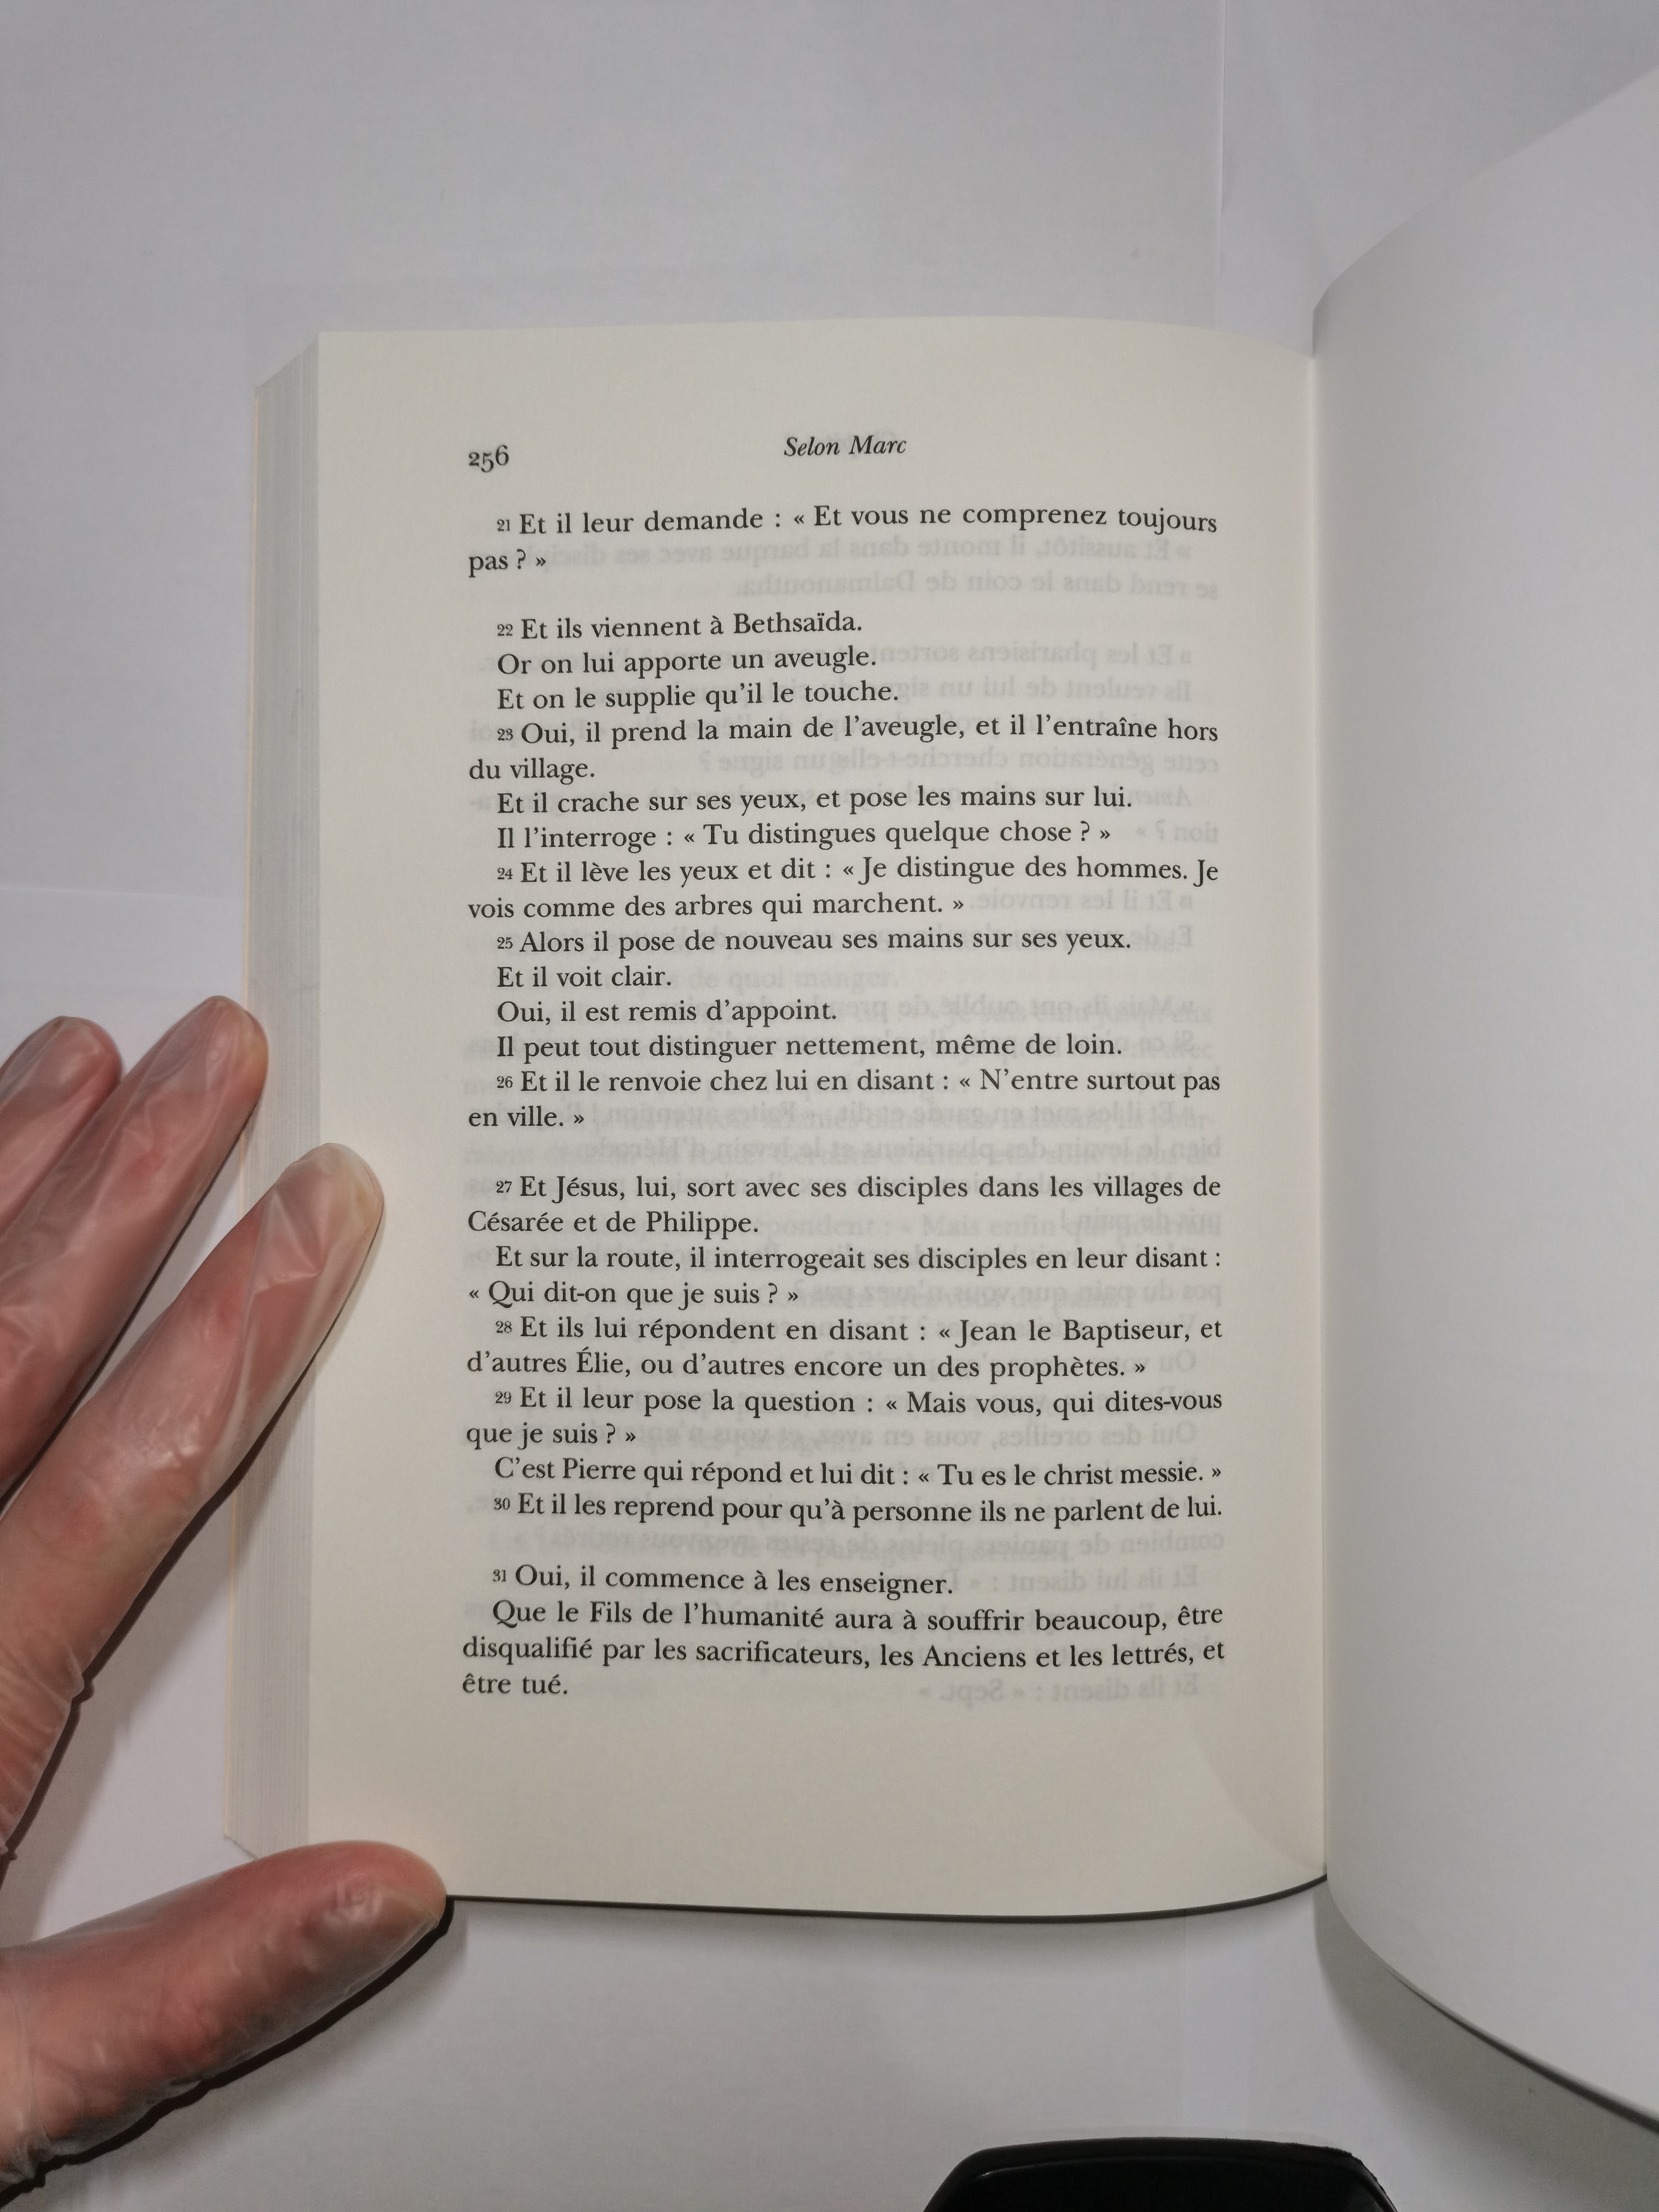 256
Selon Marc
21 Et il leur demande : « Et vous ne comprenez toujours
pas ? »
22 Et ils viennent à Bethsaïda.
Or on lui apporte un aveugle.
Et on le supplie qu’il le touche.
23 Oui, il prend la main de l’aveugle, et il l’entraîne hors
du village.
Et il crache sur ses yeux, et pose les mains sur lui.
Il l’interroge : « Tu distingues quelque chose ? »
24 Et il lève les yeux et dit : « Je distingue des hommes. Je
vois comme des arbres qui marchent. »
25 Alors il pose de nouveau ses mains sur ses yeux.
Et il voit clair.
Oui, il est remis d’appoint.
Il peut tout distinguer nettement, même de loin.
26 Et il le renvoie chez lui en disant : « N’entre surtout pas
en ville. »
27 Et Jésus, lui, sort avec ses disciples dans les villages de
Césarée et de Philippe.
Et sur la route, il interrogeait ses disciples en leur disant :
« Qui dit-on que je suis ? »
28 Et ils lui répondent en disant : « Jean le Baptiseur, et
d’autres Élie, ou d’autres encore un des prophètes. »
29 Et il leur pose la question : « Mais vous, qui dites-vous
que je suis ? »
C’est Pierre qui répond et lui dit : « Tu es le christ messie. »
30 Et il les reprend pour qu’à personne ils ne parlent de lui.
31 Oui, il commence à les enseigner.
Que le Fils de l’humanité aura à souffrir beaucoup, être
disqualifié par les sacrificateurs, les Anciens et les lettrés, et
être tué.